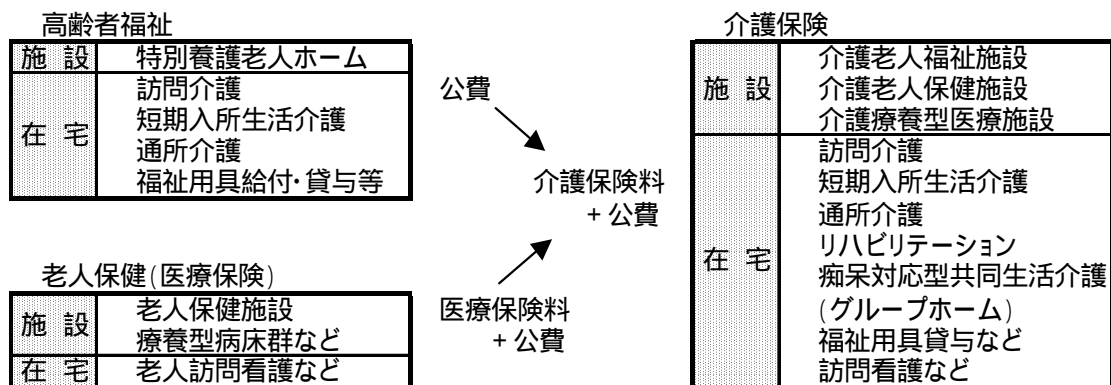 高齢者福祉
施 設 特別養護老人ホーム
在 宅 訪問介護
短期入所生活介護
通所介護
福祉用具給付・貸与等
老人保健(医療保険)
施 設 老人保健施設
療養型病床群など
在 宅 老人訪問看護など
公費
介護保険料
+ 公費
医療保険料
+ 公費
介護保険
施 設 介護老人福祉施設
介護老人保健施設
介護療養型医療施設
在 宅 訪問介護
短期入所生活介護
通所介護
リハビリテーション
痴呆対応型共同生活介護
(グループホーム)
福祉用具貸与など
訪問看護など